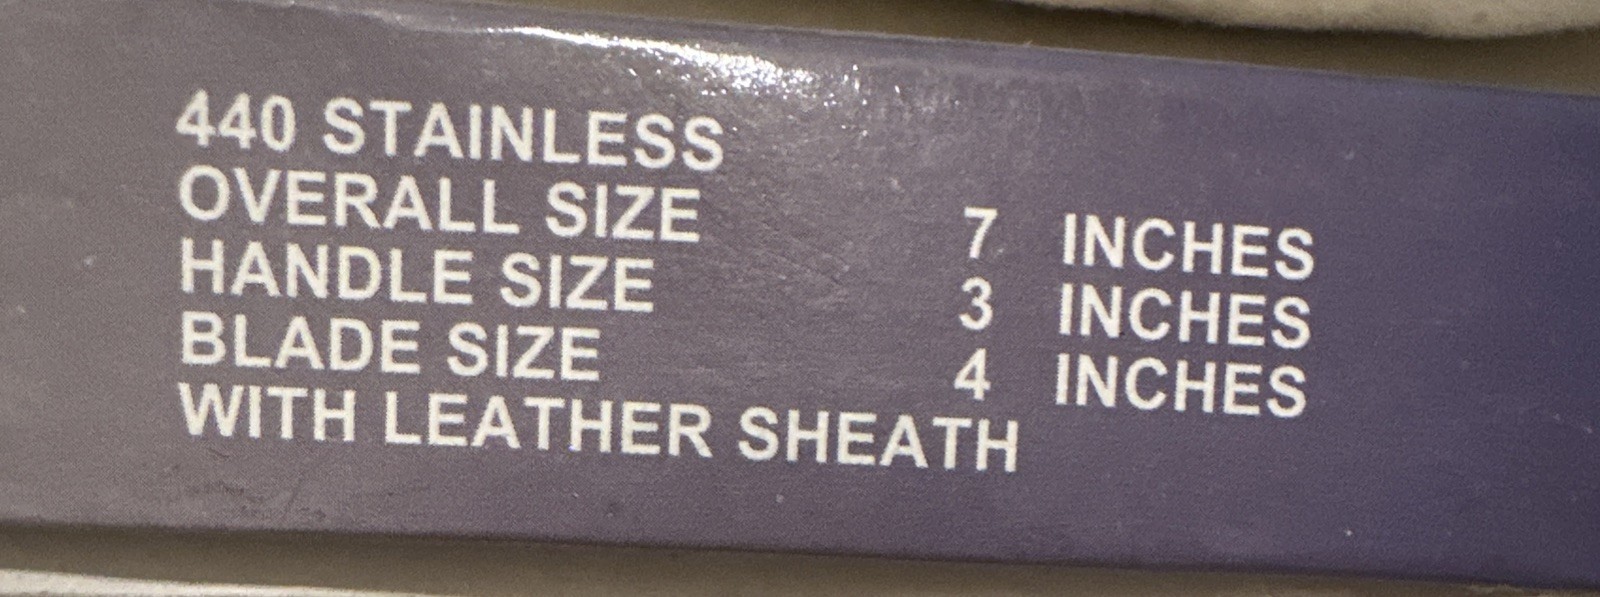 440 STAINLESS
OVERALL SIZE 7 INCHES
HANDLE SIZE 3 INCHES
BLADE SIZE 4 INCHES
WITH LEATHER SHEATH